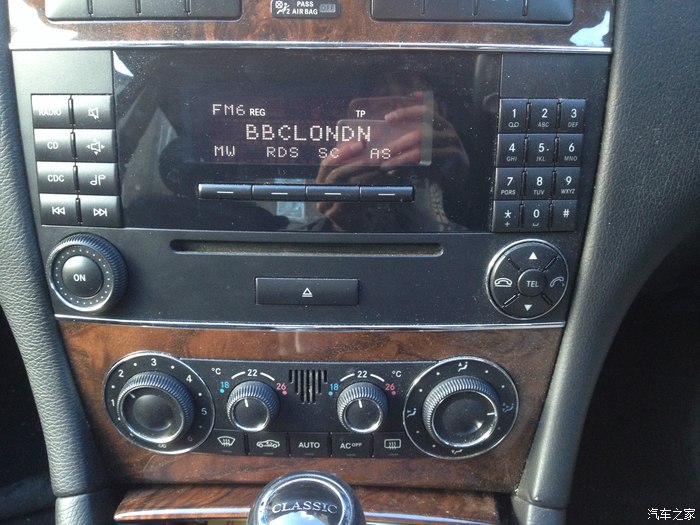 PASS
2 AIR BAG OFF
FM6 REG TP
BBCLONDN
MW RDS SC AS
RADIO
CD
CDC
1 2 ABC 3 DEF
4 GHI 5 JKL 6 MNO
7 PQRS 8 TUV 9 WXYZ
* 0 #
+
ON
TEL
2 3 4 5 6
°C 22 18 26
22 °C 18 26
AUTO
AC OFF
CLASSIC
汽车之家